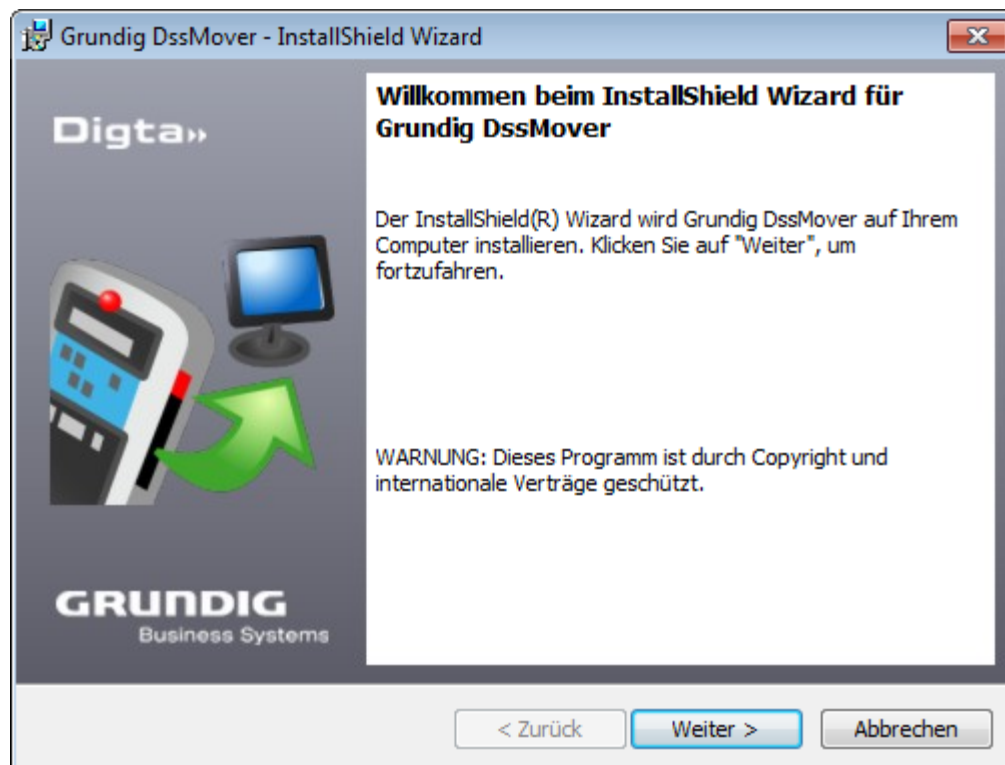 Grundig DssMover - InstallShield Wizard
Digta»
Willkommen beim InstallShield Wizard für
Grundig DssMover
Der InstallShield(R) Wizard wird Grundig DssMover auf Ihrem
Computer installieren. Klicken Sie auf "Weiter", um
fortzufahren.
WARNUNG: Dieses Programm ist durch Copyright und
internationale Verträge geschützt.
GRUNDIG
Business Systems
< Zurück
Weiter >
Abbrechen